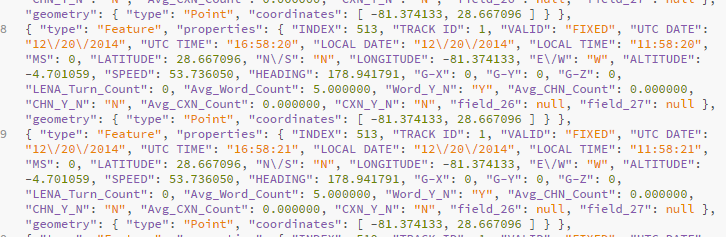 "geometry": { "type": "Point", "coordinates": [ -81.374133, 28.667096 ] } },
8 { "type": "Feature", "properties": { "INDEX": 513, "TRACK ID": 1, "VALID": "FIXED", "UTC DATE":
"12\/20\/2014", "UTC TIME": "16:58:20", "LOCAL DATE": "12\/20\/2014", "LOCAL TIME": "11:58:20",
"MS": 0, "LATITUDE": 28.667096, "N\/S": "N", "LONGITUDE": -81.374133, "E\/W": "W", "ALTITUDE":
-4.701059, "SPEED": 53.736050, "HEADING": 178.941791, "G-X": 0, "G-Y": 0, "G-Z": 0,
"LENA_Turn_Count": 0, "Avg_Word_Count": 5.000000, "Word_Y_N": "Y", "Avg_CHN_Count": 0.000000,
"CHN_Y_N": "N", "Avg_CXN_Count": 0.000000, "CXN_Y_N": "N", "field_26": null, "field_27": null },
"geometry": { "type": "Point", "coordinates": [ -81.374133, 28.667096 ] } },
9 { "type": "Feature", "properties": { "INDEX": 513, "TRACK ID": 1, "VALID": "FIXED", "UTC DATE":
"12\/20\/2014", "UTC TIME": "16:58:21", "LOCAL DATE": "12\/20\/2014", "LOCAL TIME": "11:58:21",
"MS": 0, "LATITUDE": 28.667096, "N\/S": "N", "LONGITUDE": -81.374133, "E\/W": "W", "ALTITUDE":
-4.701059, "SPEED": 53.736050, "HEADING": 178.941791, "G-X": 0, "G-Y": 0, "G-Z": 0,
"LENA_Turn_Count": 0, "Avg_Word_Count": 5.000000, "Word_Y_N": "Y", "Avg_CHN_Count": 0.000000,
"CHN_Y_N": "N", "Avg_CXN_Count": 0.000000, "CXN_Y_N": "N", "field_26": null, "field_27": null },
"geometry": { "type": "Point", "coordinates": [ -81.374133, 28.667096 ] } },